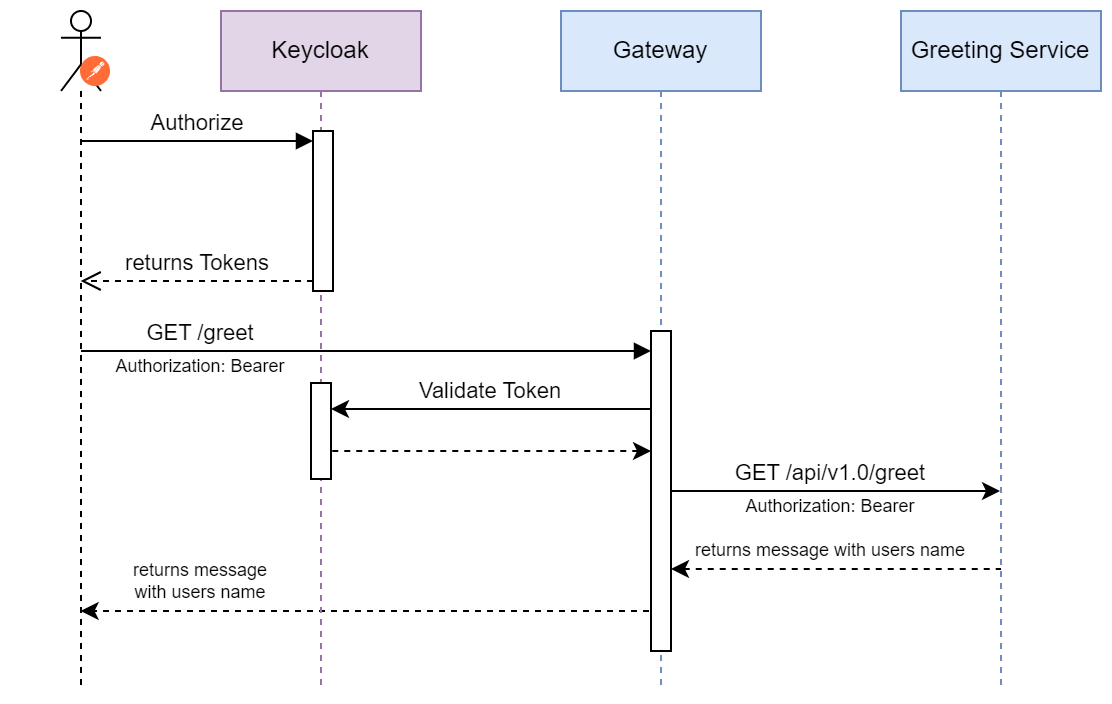 Keycloak
Gateway
Greeting Service
Authorize
returns Tokens
GET /greet
Authorization: Bearer
Validate Token
GET /api/v1.0/greet
Authorization: Bearer
returns message with users name
returns message
with users name